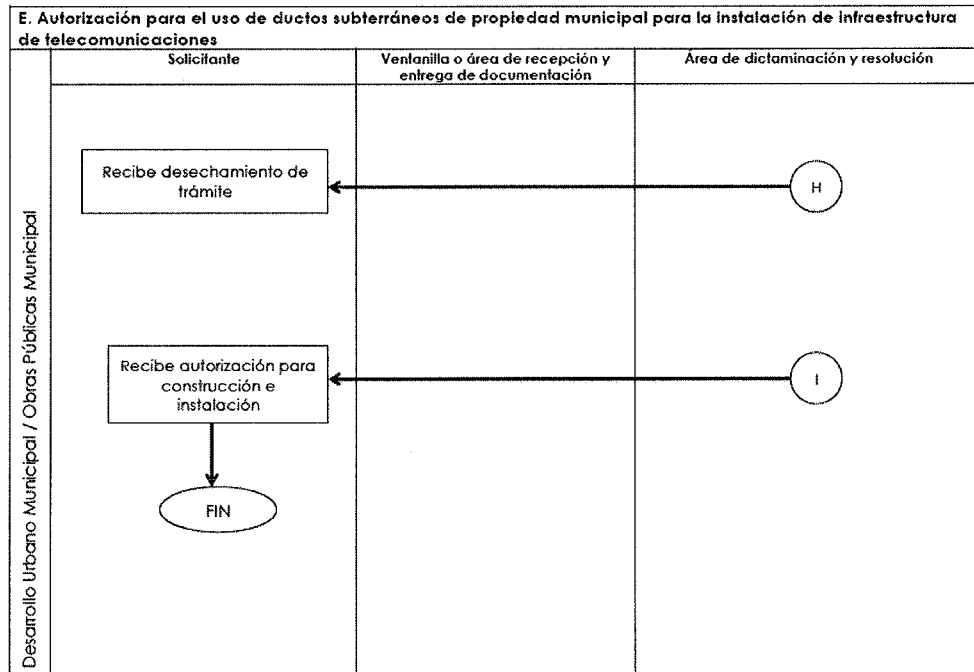 E. Autorización para el uso de ductos subterráneos de propiedad municipal para la instalación de infraestructura
de telecomunicaciones
Solicitante
Ventanilla o área de recepción y
entrega de documentación
Área de dictaminación y resolución
Desarrollo Urbano Municipal / Obras Públicas Municipal
Recibe desechamiento de
trámite
H
Recibe autorización para
construcción e
instalación
I
FIN